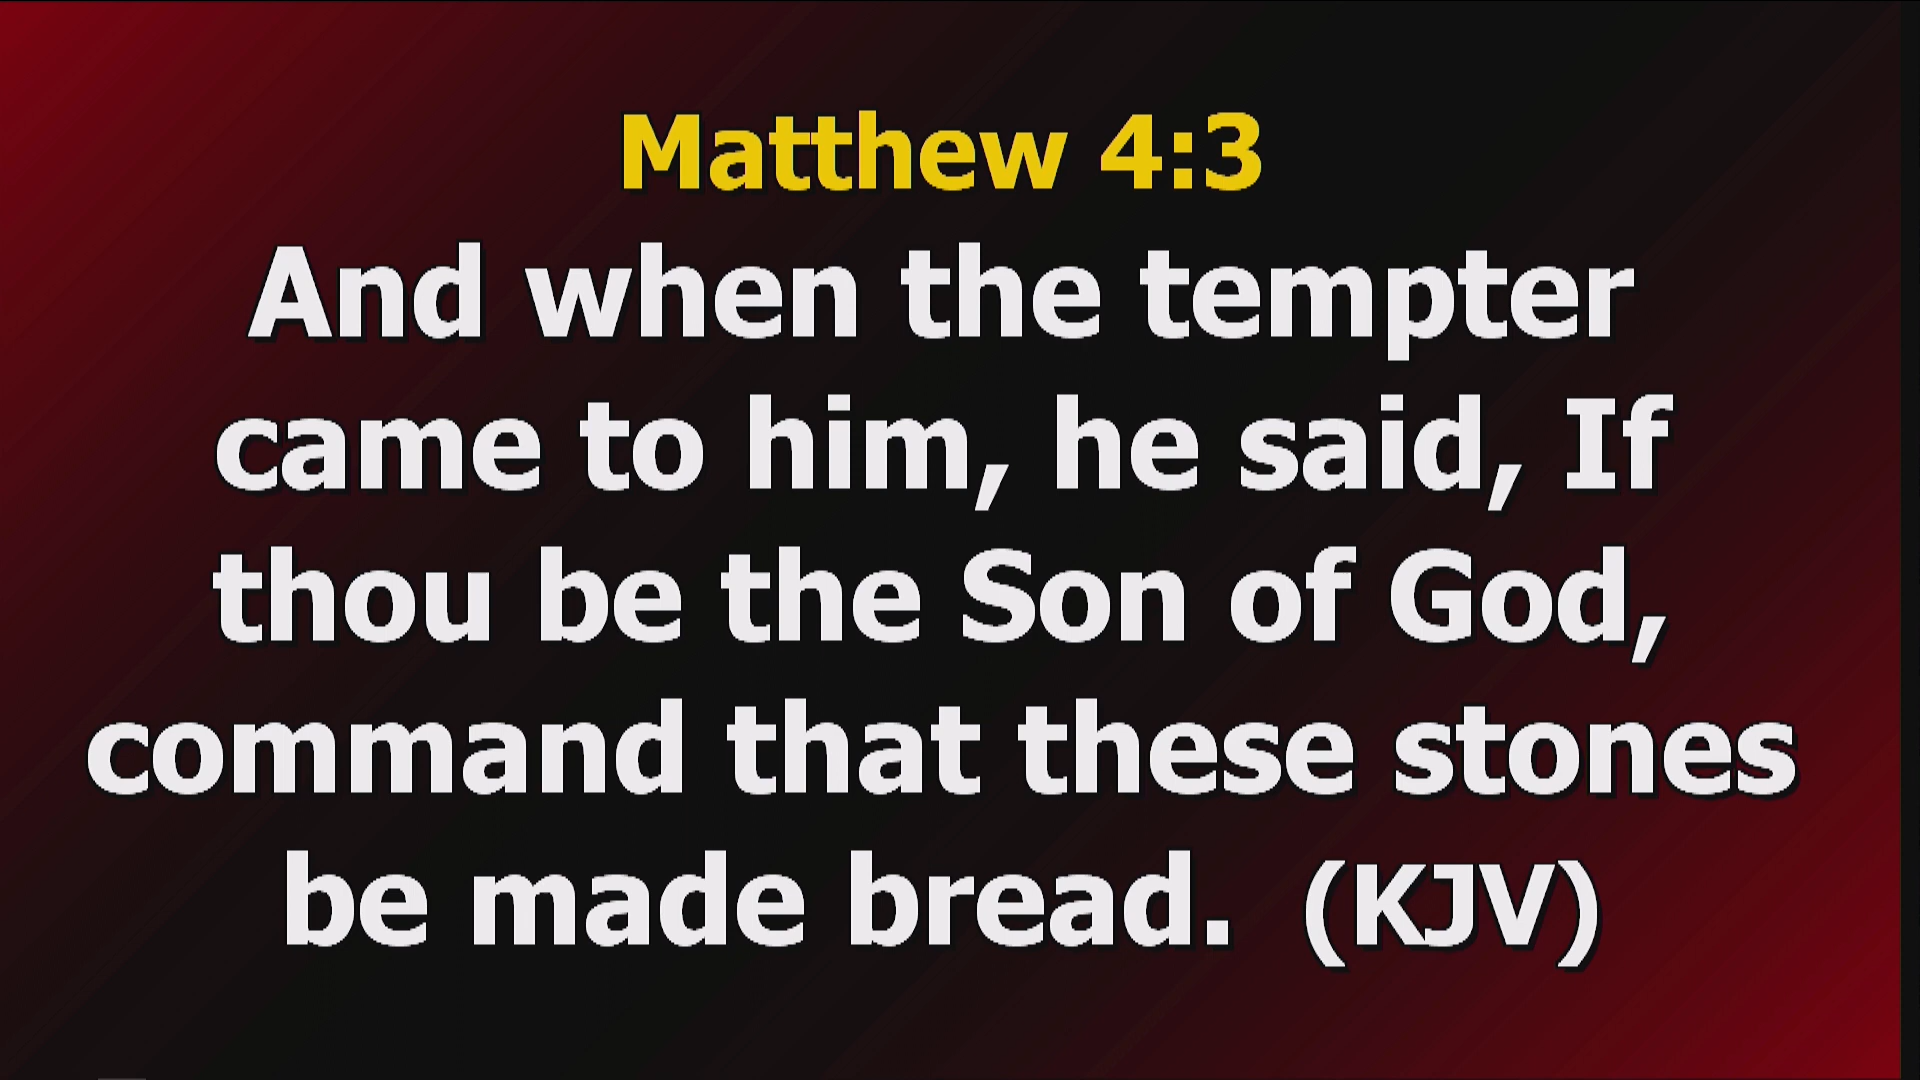 Matthew 4:3
And when the tempter
came to him, he said, If
thou be the Son of God,
command that these stones
be made bread.  (KJV)